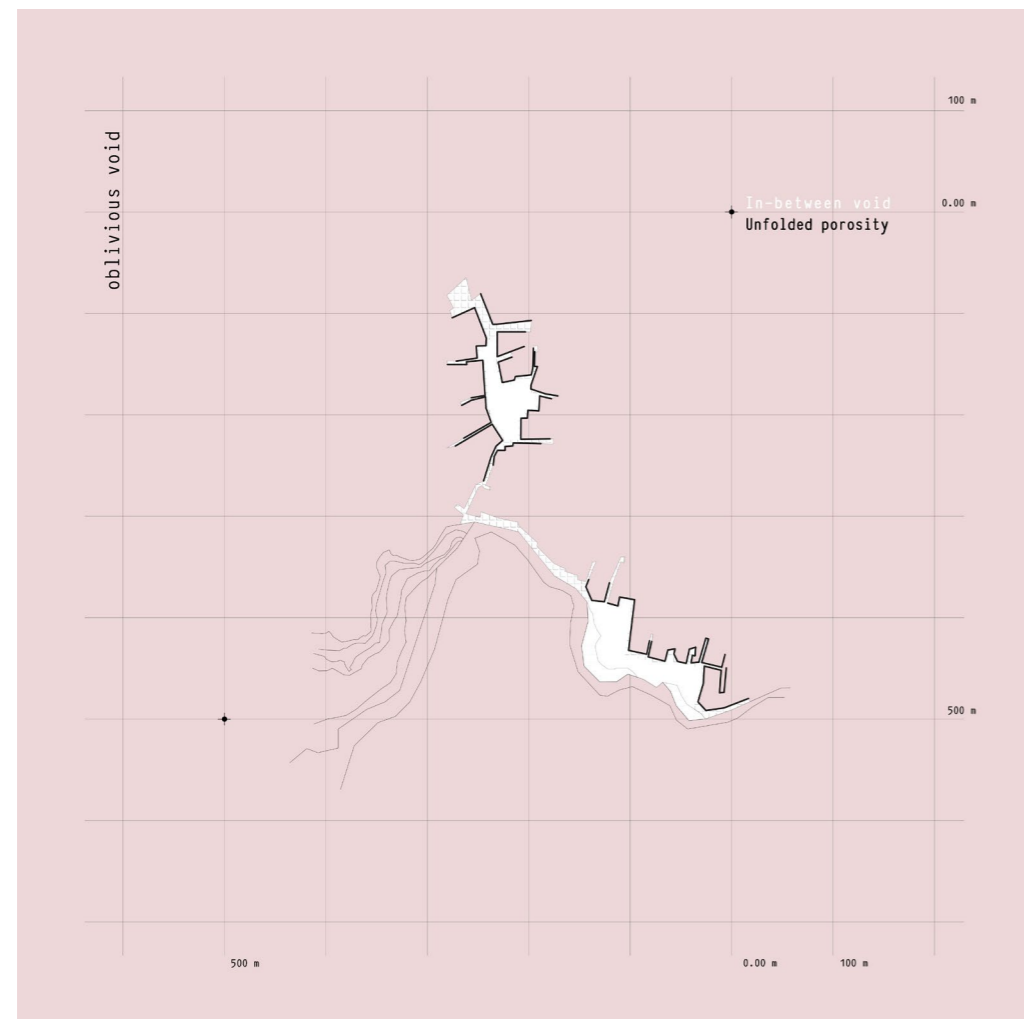 100 m
oblivious void
In-between void
0.00 m
Unfolded porosity
500 m
500 m
0.00 m
100 m